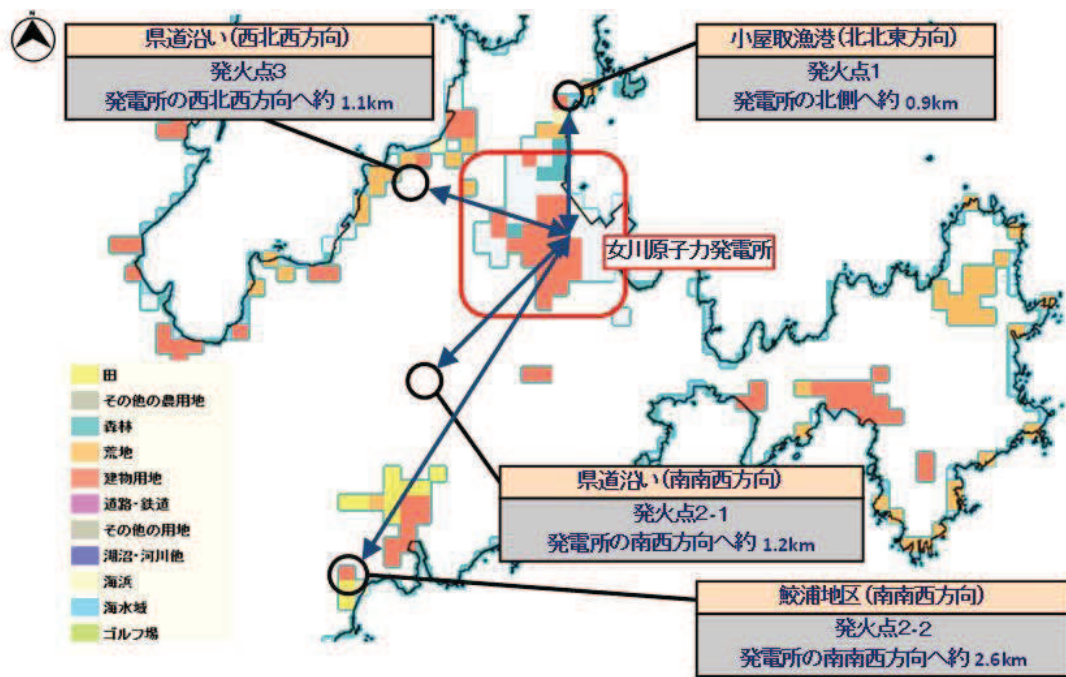 県道沿い(西北西方向)
発火点3
発電所の西北西方向へ約 1.1km
小屋取漁港(北北東方向)
発火点1
発電所の北側へ約 0.9km
女川原子力発電所
田
その他の農用地
森林
荒地
建物用地
道路・鉄道
その他の用地
湖沼・河川他
海浜
海水域
ゴルフ場
県道沿い(南南西方向)
発火点2-1
発電所の南西方向へ約 1.2km
鮫浦地区(南南西方向)
発火点2-2
発電所の南南西方向へ約 2.6km